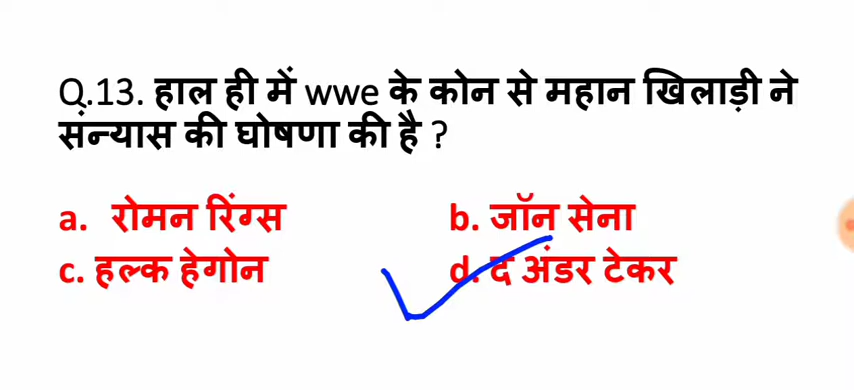 Q.13. हाल ही में wwe के कोन से महान खिलाड़ी ने
संन्यास की घोषणा की है ?
a. रोमन रिंग्स b. जॉन सेना
c. हल्क हेगोन d. द अंडर टेकर